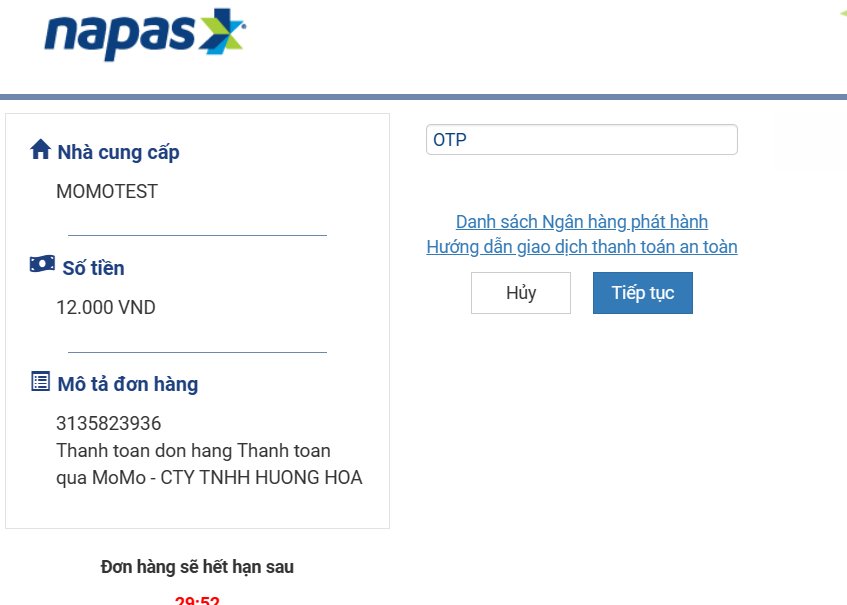 napas
Nhà cung cấp
MOMOTEST
Số tiền
12.000 VND
Mô tả đơn hàng
3135823936
Thanh toan don hang Thanh toan
qua MoMo - CTY TNHH HUONG HOA
Đơn hàng sẽ hết hạn sau
29:52
OTP
Danh sách Ngân hàng phát hành
Hướng dẫn giao dịch thanh toán an toàn
Hủy
Tiếp tục